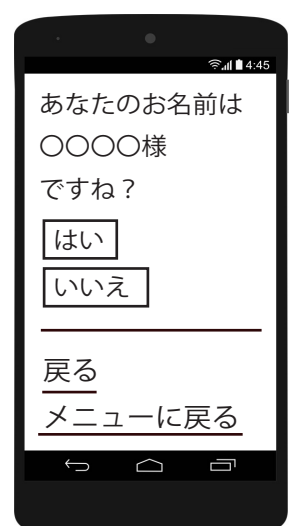 4:45
あなたのお名前は
〇〇〇〇様
ですね？
はい
いいえ
戻る
メニューに戻る